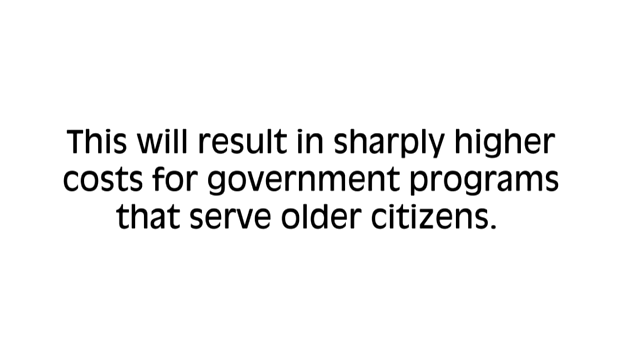 This will result in sharply higher
costs for government programs
that serve older citizens.